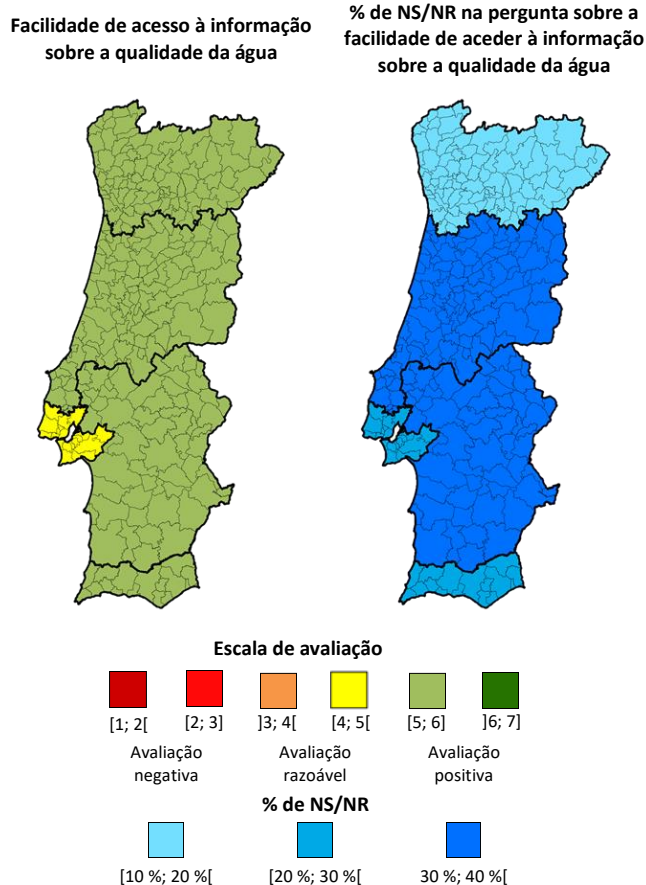 Facilidade de acesso à informação
sobre a qualidade da água
% de NS/NR na pergunta sobre a
facilidade de aceder à informação
sobre a qualidade da água
Escala de avaliação
[1; 2[
[2; 3]
]3; 4[
[4; 5[
[5; 6]
]6; 7]
Avaliação
negativa
Avaliação
razoável
Avaliação
positiva
% de NS/NR
[10 %; 20 %[
[20 %; 30 %[
30 %; 40 %[